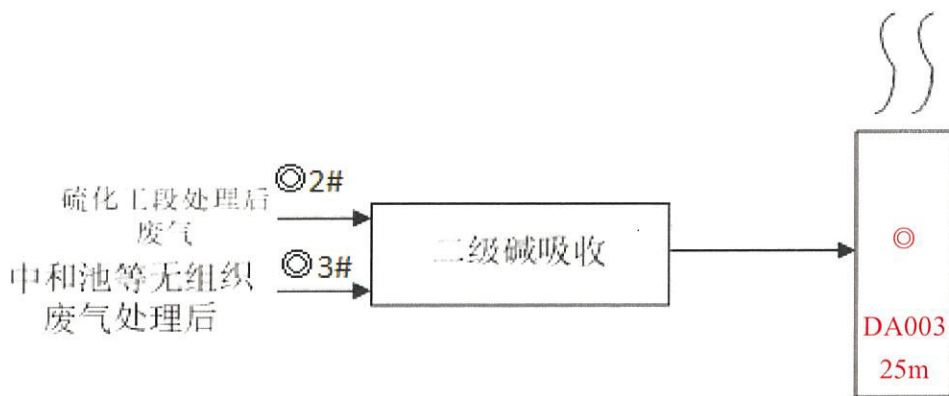 ◎2#
硫化工段处理后
废气
◎3#
中和池等无组织
废气处理后
二级碱吸收
◎
DA003
25m